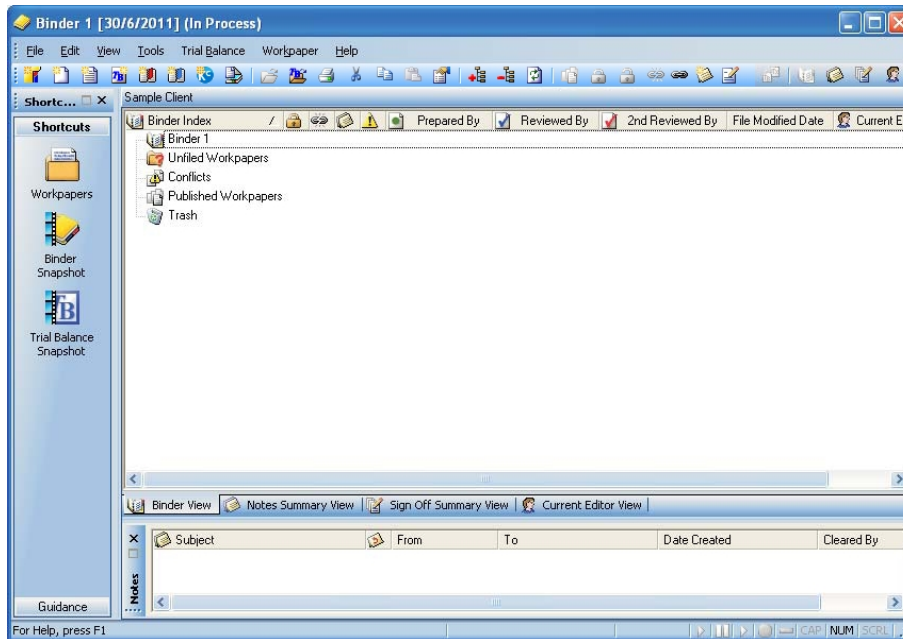 Binder 1 [30/6/2011] (In Process)
File Edit View Tools Trial Balance Workpaper Help
Shortc...
Sample Client
Shortcuts
Binder Index / Prepared By Reviewed By 2nd Reviewed By File Modified Date Current E
Binder 1
Unfiled Workpapers
Conflicts
Published Workpapers
Trash
Workpapers
Binder
Snapshot
Trial Balance
Snapshot
Binder View Notes Summary View Sign Off Summary View Current Editor View
Subject From To Date Created Cleared By
Notes
Guidance
For Help, press F1
CAP NUM SCRL